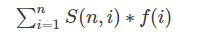 ∑_{i=1}^{n} S(n, i) * f(i)